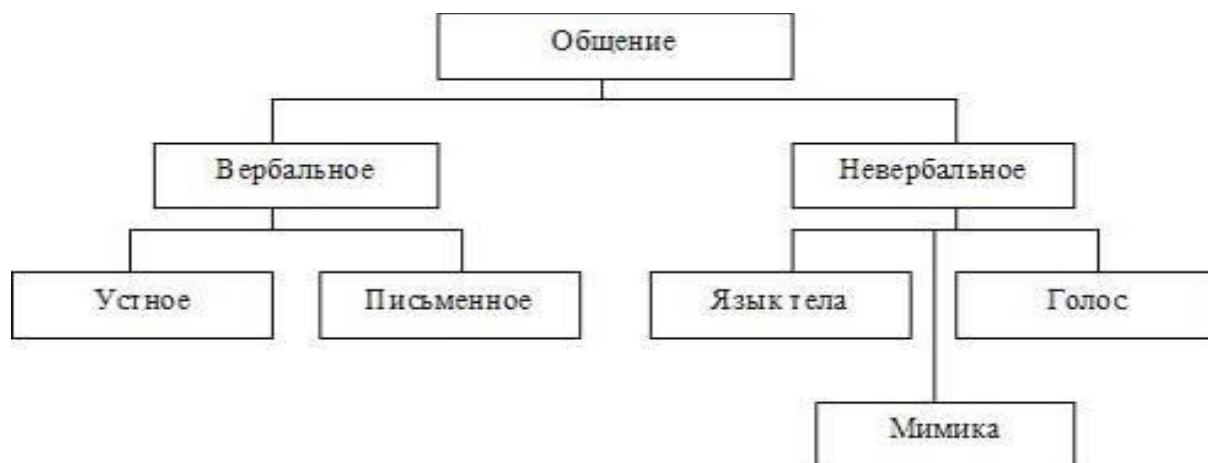 Общение
Вербальное
Невербальное
Устное
Письменное
Язык тела
Голос
Мимика